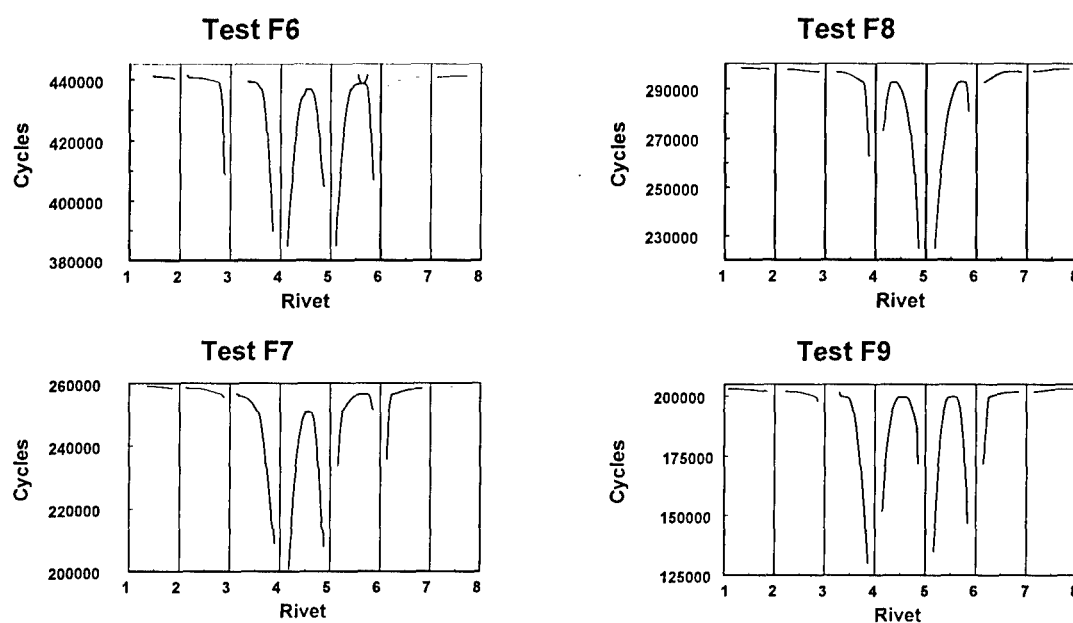 Test F6
Cycles
440000
420000
400000
380000
1 2 3 4 5 6 7 8
Rivet
Test F8
Cycles
290000
270000
250000
230000
1 2 3 4 5 6 7 8
Rivet
Test F7
Cycles
260000
240000
220000
200000
1 2 3 4 5 6 7 8
Rivet
Test F9
Cycles
200000
175000
150000
125000
1 2 3 4 5 6 7 8
Rivet